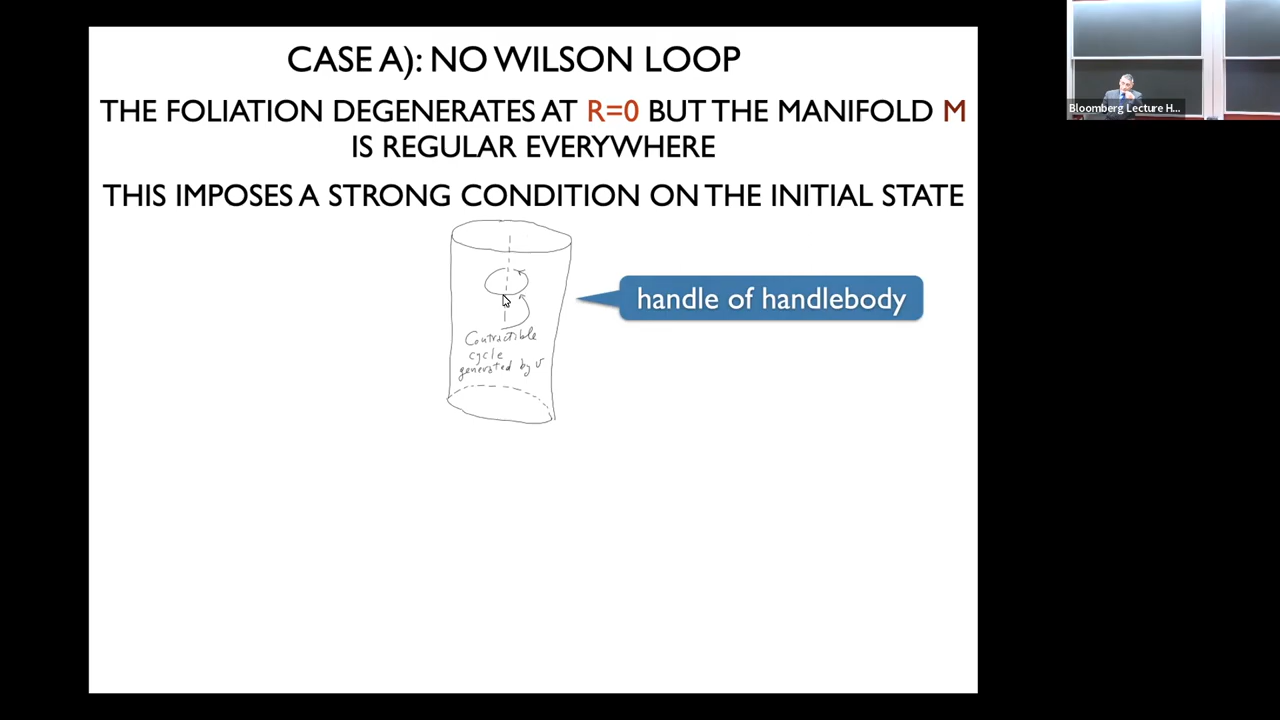 CASE A): NO WILSON LOOP
THE FOLIATION DEGENERATES AT R=0 BUT THE MANIFOLD M
IS REGULAR EVERYWHERE
THIS IMPOSES A STRONG CONDITION ON THE INITIAL STATE
handle of handlebody
Contractible
cycle
generated by v
Bloomberg Lecture H...